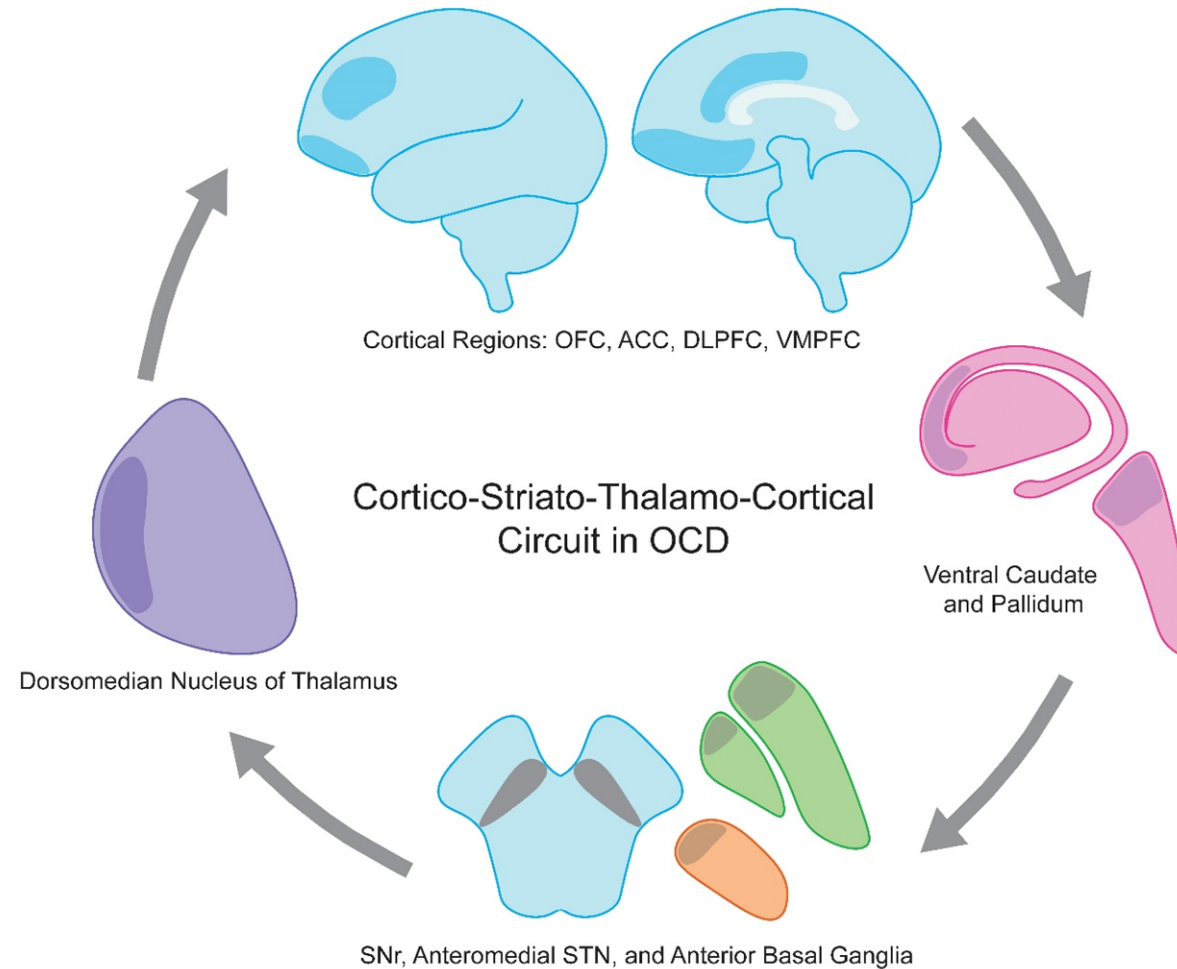 Cortical Regions: OFC, ACC, DLPFC, VMPFC
Cortico-Striato-Thalamo-Cortical
Circuit in OCD
Ventral Caudate
and Pallidum
Dorsomedian Nucleus of Thalamus
SNr, Anteromedial STN, and Anterior Basal Ganglia